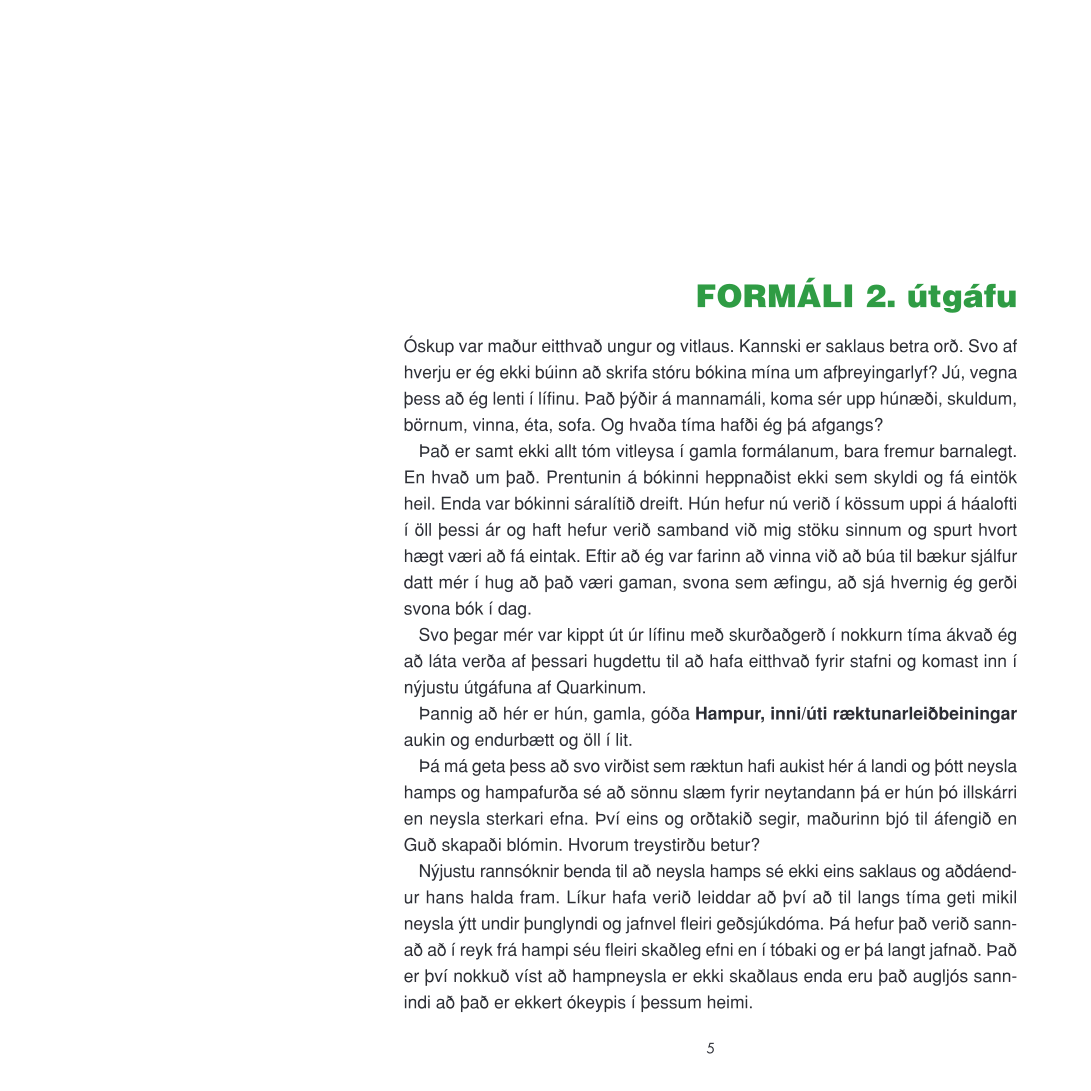 FORMÁLI 2. útgáfu
Óskup var maður eitthvað ungur og vitlaus. Kannski er saklaus betra orð. Svo af
hverju er ég ekki búinn að skrifa stóru bókina mína um afþreyingarlyf? Jú, vegna
þess að ég lenti í lífinu. Það þýðir á mannamáli, koma sér upp húnæði, skuldum,
börnum, vinna, éta, sofa. Og hvaða tíma hafði ég þá afgangs?
Það er samt ekki allt tóm vitleysa í gamla formálanum, bara fremur barnalegt.
En hvað um það. Prentunin á bókinni heppnaðist ekki sem skyldi og fá eintök
heil. Enda var bókinni sáralítið dreift. Hún hefur nú verið í kössum uppi á háalofti
í öll þessi ár og haft hefur verið samband við mig stöku sinnum og spurt hvort
hægt væri að fá eintak. Eftir að ég var farinn að vinna við að búa til bækur sjálfur
datt mér í hug að það væri gaman, svona sem æfingu, að sjá hvernig ég gerði
svona bók í dag.
Svo þegar mér var kippt út úr lífinu með skurðaðgerð í nokkurn tíma ákvað ég
að láta verða af þessari hugdettu til að hafa eitthvað fyrir stafni og komast inn í
nýjustu útgáfuna af Quarkinum.
Þannig að hér er hún, gamla, góða Hampur, inni/úti ræktunarleiðbeiningar
aukin og endurbætt og öll í lit.
Þá má geta þess að svo virðist sem ræktun hafi aukist hér á landi og þótt neysla
hamps og hampafurða sé að sönnu slæm fyrir neytandann þá er hún þó illskárri
en neysla sterkari efna. Því eins og orðtakið segir, maðurinn bjó til áfengið en
Guð skapaði blómin. Hvorum treystirðu betur?
Nýjustu rannsóknir benda til að neysla hamps sé ekki eins saklaus og aðdáend-
ur hans halda fram. Líkur hafa verið leiddar að því að til langs tíma geti mikil
neysla ýtt undir þunglyndi og jafnvel fleiri geðsjúkdóma. Þá hefur það verið sann-
að að í reyk frá hampi séu fleiri skaðleg efni en í tóbaki og er þá langt jafnað. Það
er því nokkuð víst að hampneysla er ekki skaðlaus enda eru það augljós sann-
indi að það er ekkert ókeypis í þessum heimi.
5